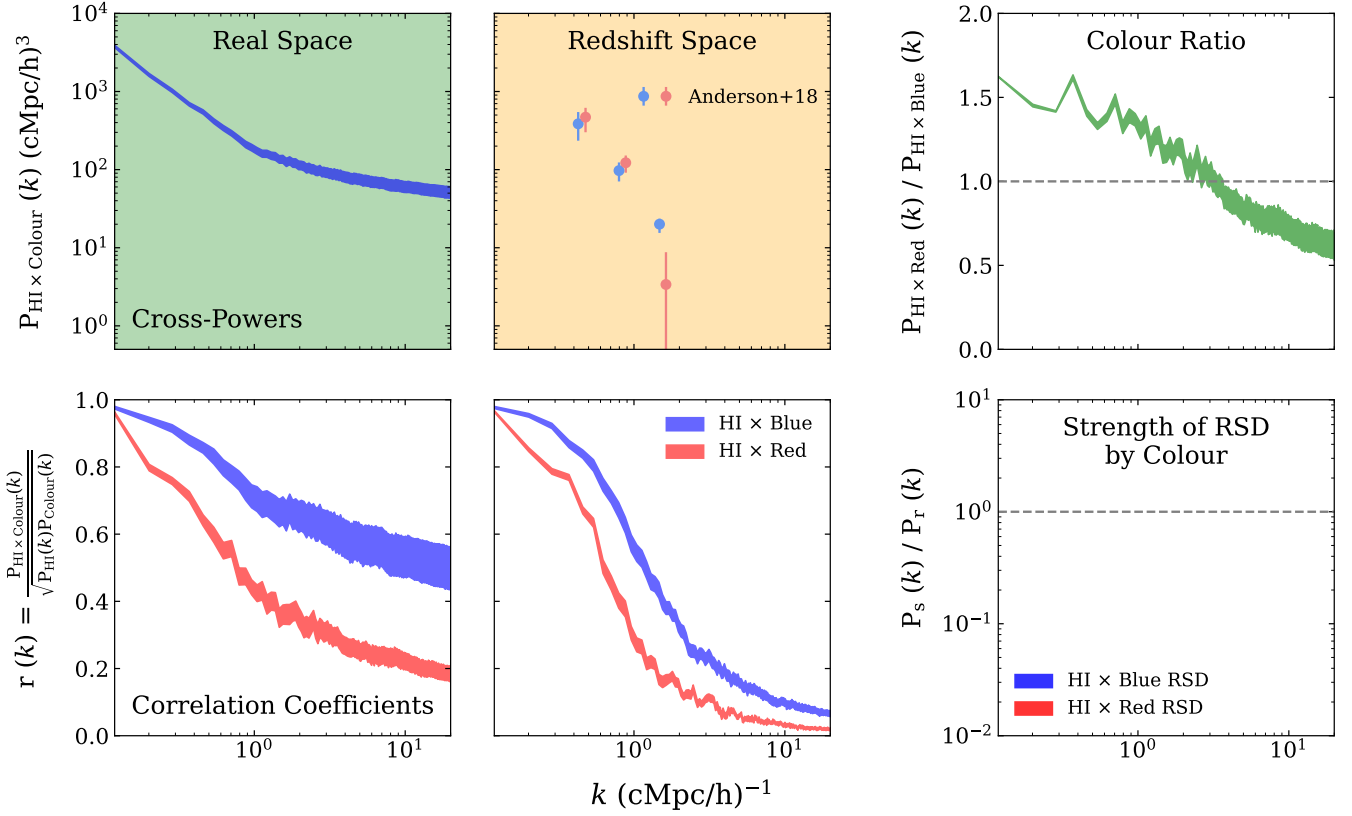 Real Space
Cross-Powers
P_HI × Colour (k) (cMpc/h)^3
10^4
10^3
10^2
10^1
10^0
Redshift Space
Anderson+18
Colour Ratio
P_HI × Red (k) / P_HI × Blue (k)
2.0
1.5
1.0
0.5
0.0
Correlation Coefficients
r (k) = P_HI × Colour(k) / √P_HI(k)P_Colour(k)
1.0
0.8
0.6
0.4
0.2
0.0
10^0
10^1
HI × Blue
HI × Red
10^0
10^1
k (cMpc/h)^−1
Strength of RSD
by Colour
P_s (k) / P_r (k)
10^1
10^0
10^−1
10^−2
HI × Blue RSD
HI × Red RSD
10^0
10^1